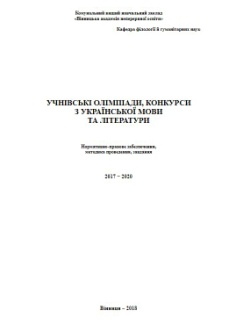 Комунальний вищий навчальний заклад
«Вінницька академія неперервної освіти»
Кафедра філології й гуманітарних наук
УЧНІВСЬКІ ОЛІМПІАДИ, КОНКУРСИ
З УКРАЇНСЬКОЇ МОВИ
ТА ЛІТЕРАТУРИ
Нормативно-правове забезпечення,
методика проведення, завдання
2017 – 2020
Вінниця – 2018